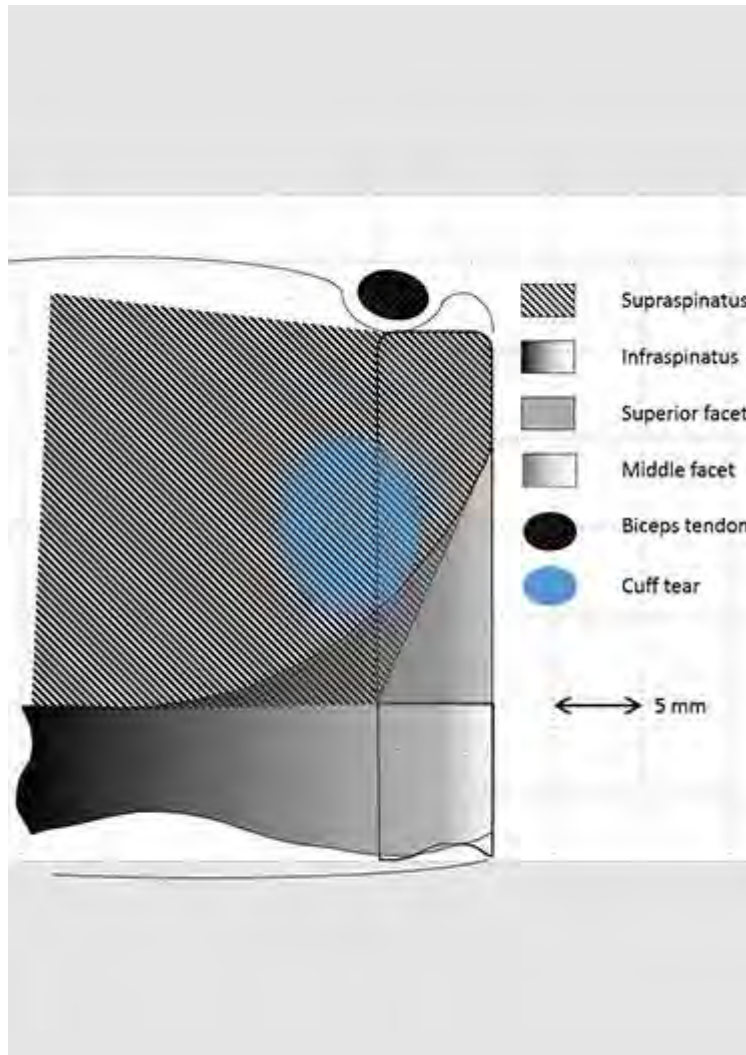 Supraspinatus
Infraspinatus
Superior facet
Middle facet
Biceps tendon
Cuff tear
5 mm